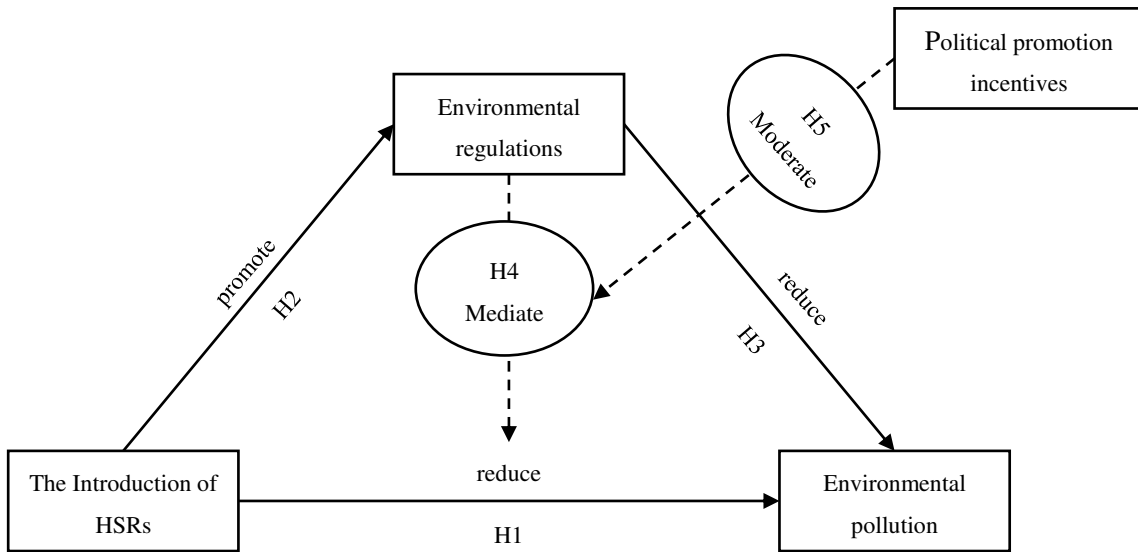 Political promotion
incentives
Environmental
regulations
H5
Moderate
H4
Mediate
promote
H2
reduce
H3
The Introduction of
HSRs
reduce
H1
Environmental
pollution